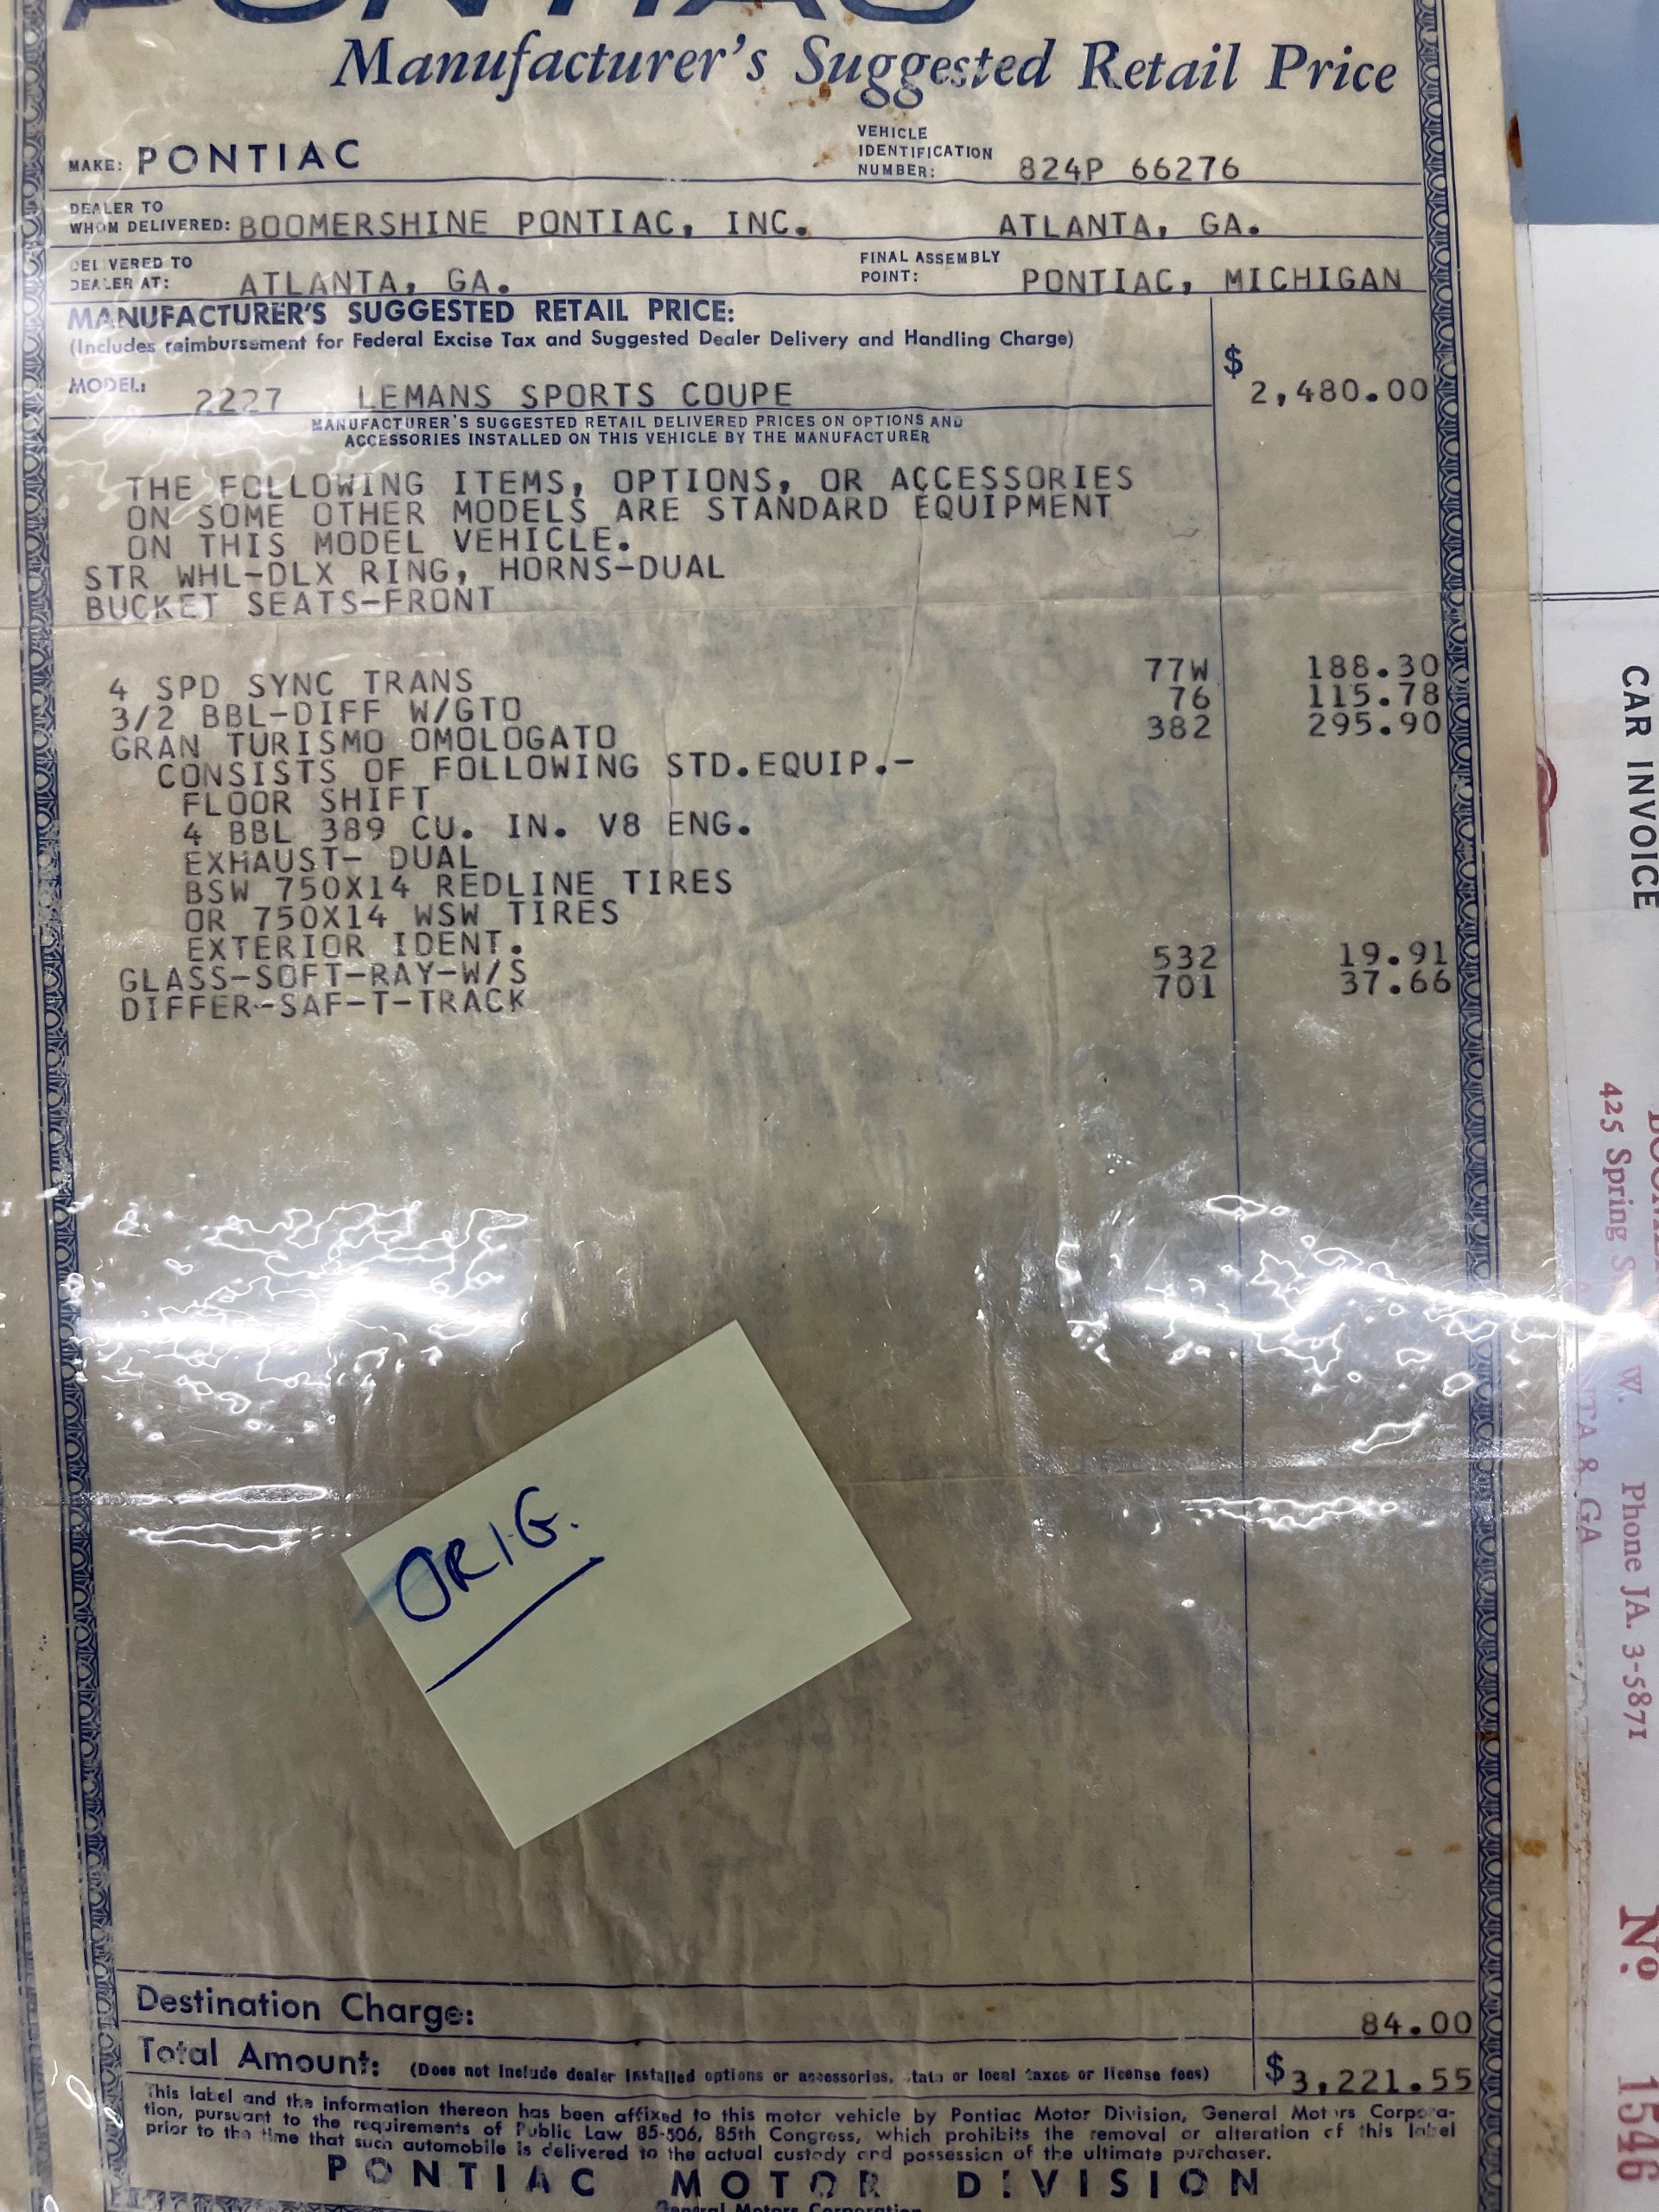 PONTIAC
Manufacturer's Suggested Retail Price
MAKE: PONTIAC
VEHICLE IDENTIFICATION NUMBER: 824P 66276
DEALER TO WHOM DELIVERED: BOOMERSHINE PONTIAC, INC. ATLANTA, GA.
DELIVERED TO DEALER AT: ATLANTA, GA.
FINAL ASSEMBLY POINT: PONTIAC, MICHIGAN
MANUFACTURER'S SUGGESTED RETAIL PRICE:
(Includes reimbursement for Federal Excise Tax and Suggested Dealer Delivery and Handling Charge)
MODEL: 2227 LEMANS SPORTS COUPE $ 2,480.00
MANUFACTURER'S SUGGESTED RETAIL DELIVERED PRICES ON OPTIONS AND
ACCESSORIES INSTALLED ON THIS VEHICLE BY THE MANUFACTURER
THE FOLLOWING ITEMS, OPTIONS, OR ACCESSORIES
ON SOME OTHER MODELS ARE STANDARD EQUIPMENT
ON THIS MODEL VEHICLE.
STR WHL-DLX RING, HORNS-DUAL
BUCKET SEATS-FRONT
4 SPD SYNC TRANS 77W 188.30
3/2 BBL-DIFF W/GTO 76 115.78
GRAN TURISMO OMOLOGATO 382 295.90
CONSISTS OF FOLLOWING STD.EQUIP.-
FLOOR SHIFT
4 BBL 389 CU. IN. V8 ENG.
EXHAUST- DUAL
BSW 750X14 REDLINE TIRES
OR 750X14 WSW TIRES
EXTERIOR IDENT.
GLASS-SOFT-RAY-W/S 532 19.91
DIFFER-SAF-T-TRACK 701 37.66
ORIG.
Destination Charge: 84.00
Total Amount: (Does not include dealer installed options or accessories, state or local taxes or license fees) $3,221.55
This label and the information thereon has been affixed to this motor vehicle by Pontiac Motor Division, General Motors Corpora-
tion, pursuant to the requirements of Public Law 85-506, 85th Congress, which prohibits the removal or alteration of this label
prior to the time that such automobile is delivered to the actual custody and possession of the ultimate purchaser.
PONTIAC MOTOR DIVISION
General Motors Corporation
CAR INVOICE
425 Spring W.
GA
Phone JA. 3-5871
No. 1546